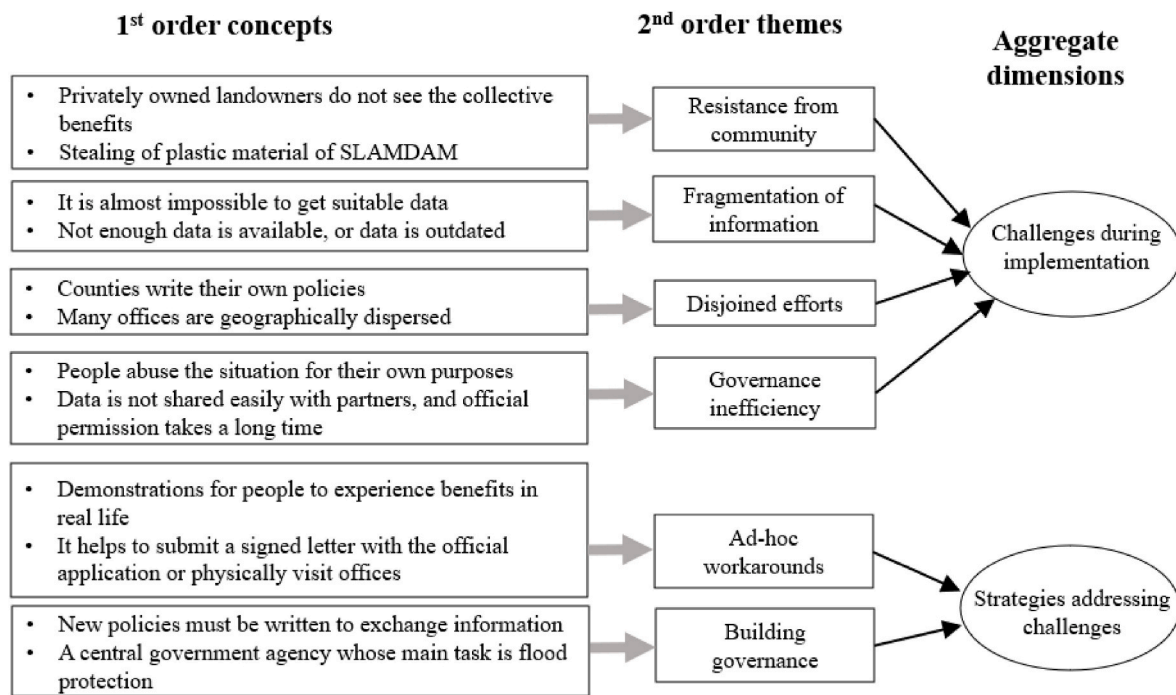 1st order concepts
2nd order themes
Aggregate
dimensions
• Privately owned landowners do not see the collective
benefits
• Stealing of plastic material of SLAMDAM
Resistance from
community
• It is almost impossible to get suitable data
• Not enough data is available, or data is outdated
Fragmentation of
information
• Counties write their own policies
• Many offices are geographically dispersed
Disjoined efforts
• People abuse the situation for their own purposes
• Data is not shared easily with partners, and official
permission takes a long time
Governance
inefficiency
Challenges during
implementation
• Demonstrations for people to experience benefits in
real life
• It helps to submit a signed letter with the official
application or physically visit offices
Ad-hoc
workarounds
• New policies must be written to exchange information
• A central government agency whose main task is flood
protection
Building
governance
Strategies addressing
challenges